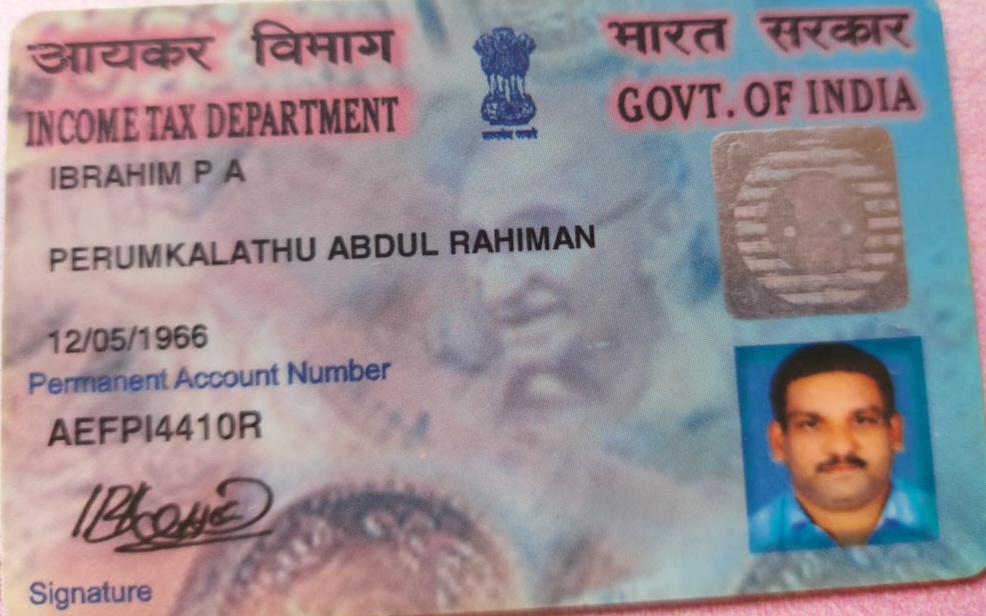 आयकर विभाग
INCOME TAX DEPARTMENT
भारत सरकार
GOVT. OF INDIA
सत्यमेव जयते
IBRAHIM P A
PERUMKALATHU ABDUL RAHIMAN
12/05/1966
Permanent Account Number
AEFPI4410R
Signature